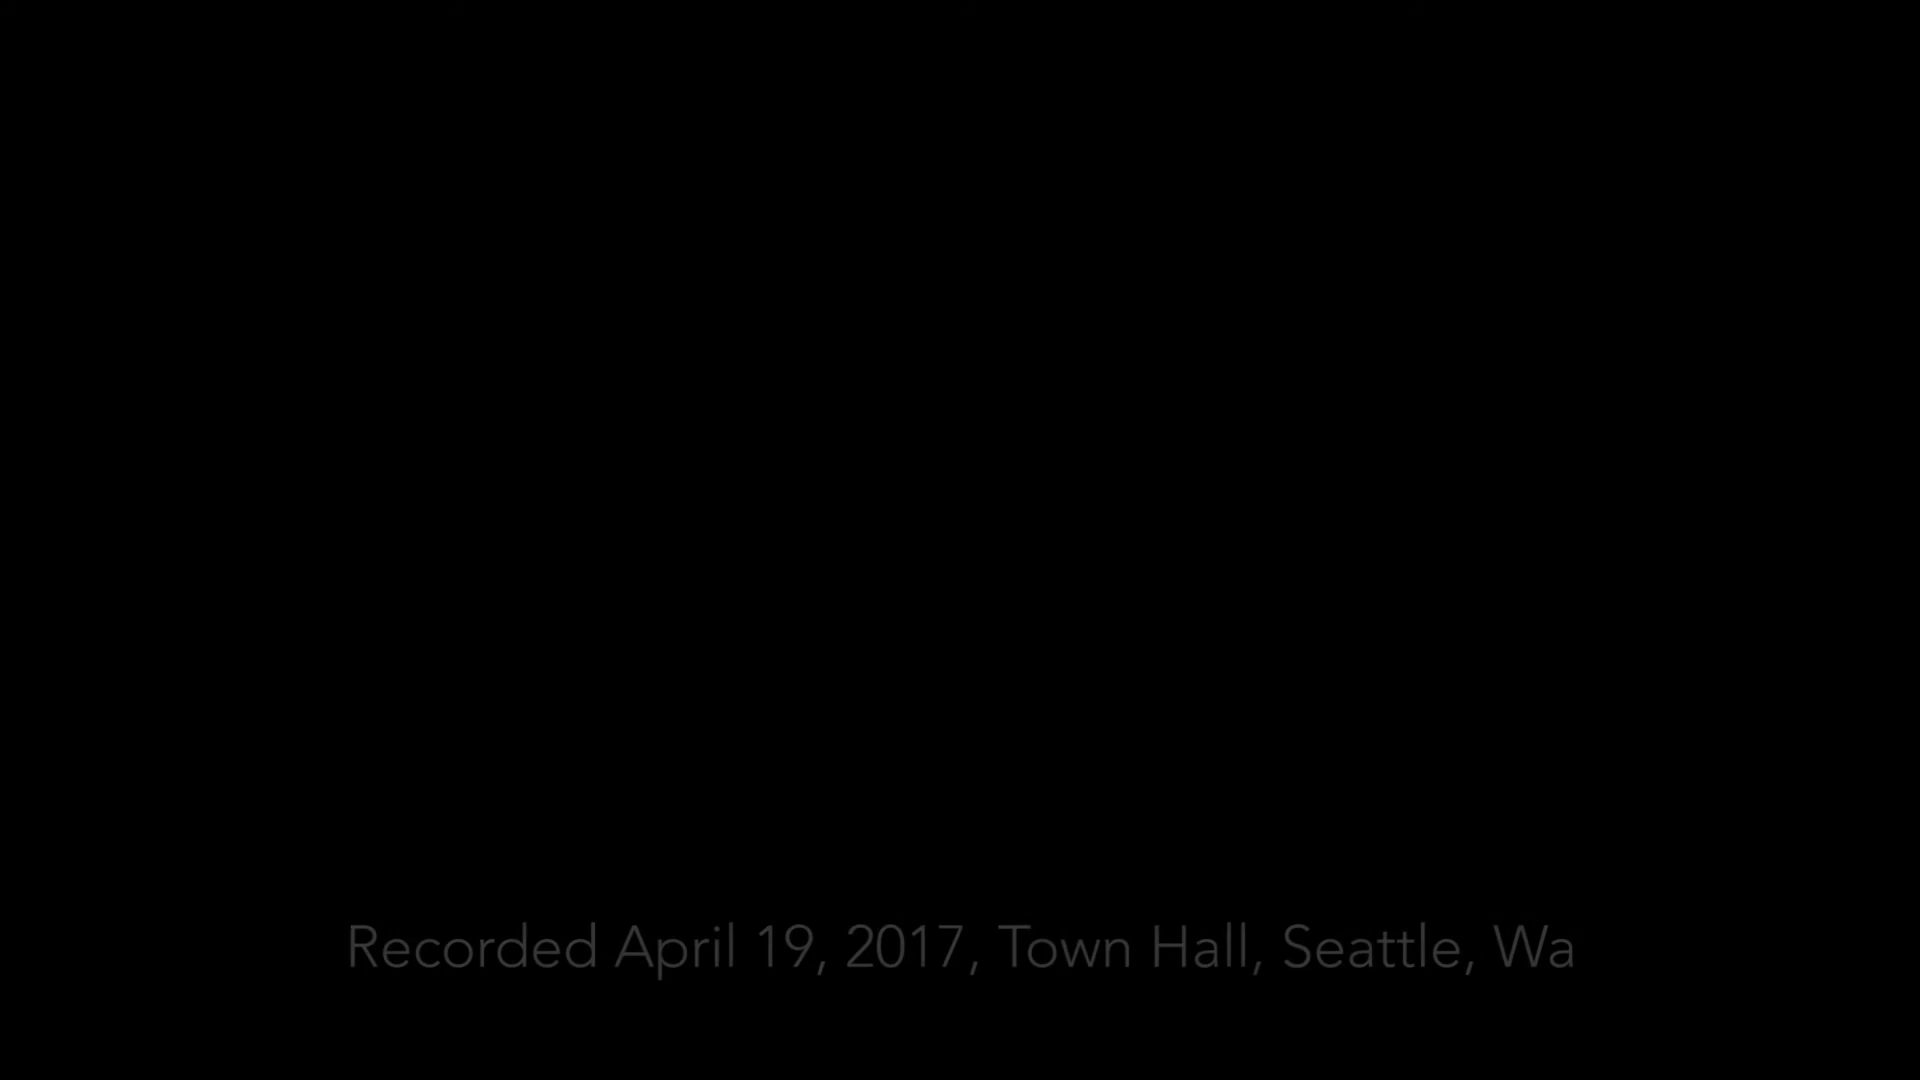 Recorded April 19, 2017, Town Hall, Seattle, Wa